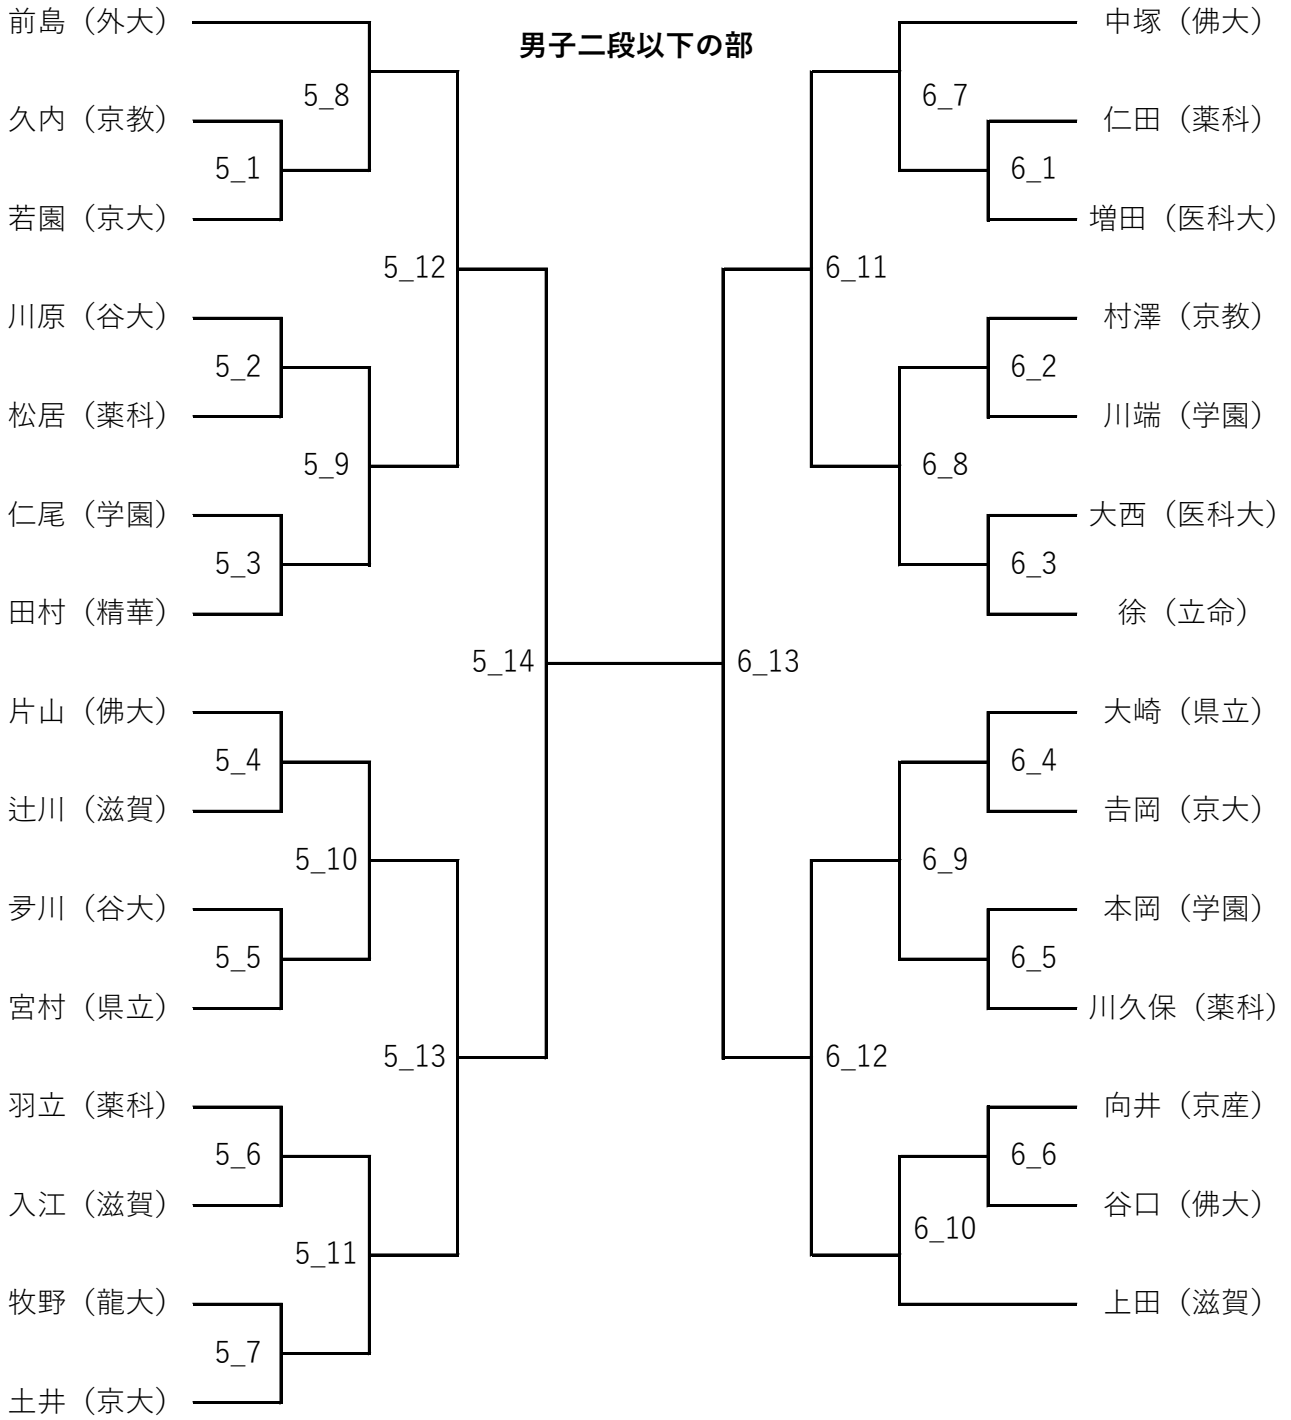 男子二段以下の部
前島（外大）
5_8
久内（京教）
5_1
若園（京大）
5_12
川原（谷大）
5_2
松居（薬科）
5_9
仁尾（学園）
5_3
田村（精華）
5_14
片山（佛大）
5_4
辻川（滋賀）
5_10
夛川（谷大）
5_5
宮村（県立）
5_13
羽立（薬科）
5_6
入江（滋賀）
5_11
牧野（龍大）
5_7
土井（京大）
中塚（佛大）
6_7
仁田（薬科）
6_1
増田（医科大）
6_11
村澤（京教）
6_2
川端（学園）
6_8
大西（医科大）
6_3
徐（立命）
6_13
大崎（県立）
6_4
𠮷岡（京大）
6_9
本岡（学園）
6_5
川久保（薬科）
6_12
向井（京産）
6_6
谷口（佛大）
6_10
上田（滋賀）